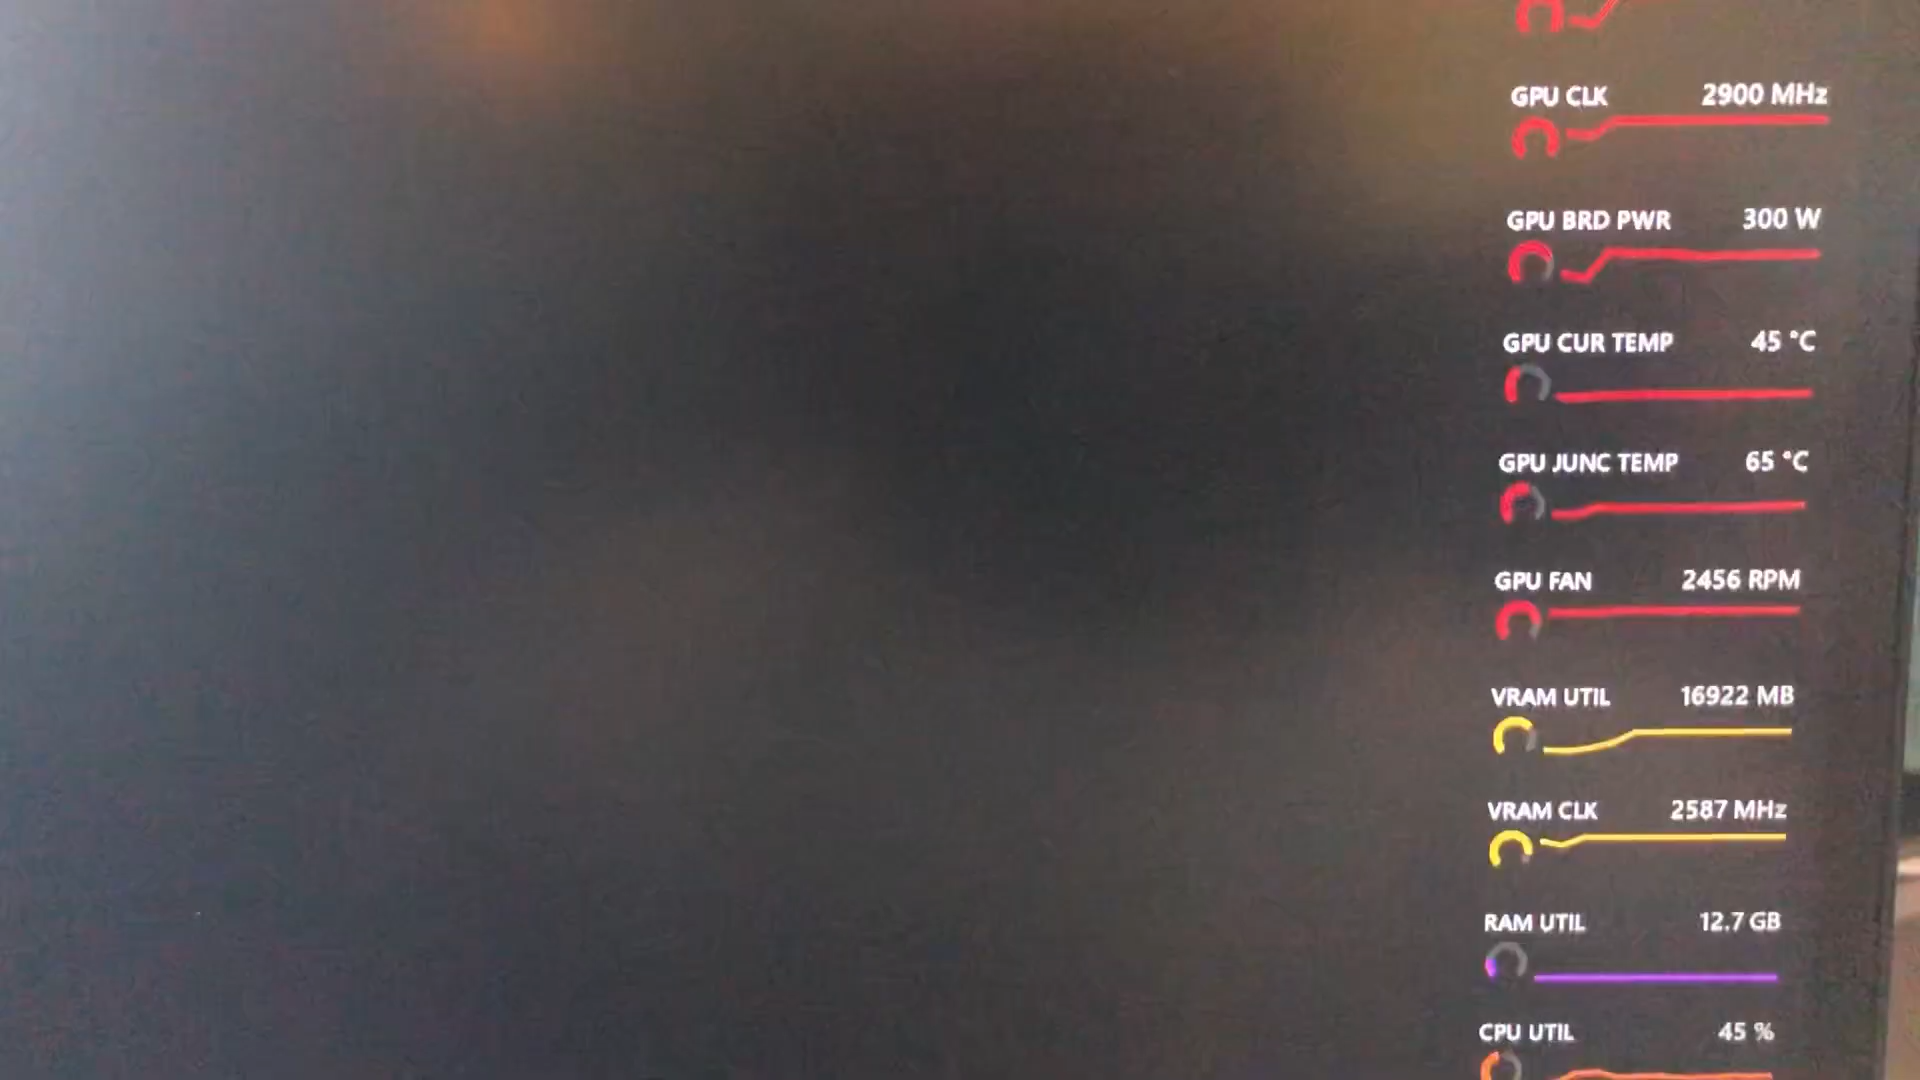 GPU CLK 2900 MHz
GPU BRD PWR 300 W
GPU CUR TEMP 45 °C
GPU JUNC TEMP 65 °C
GPU FAN 2456 RPM
VRAM UTIL 16922 MB
VRAM CLK 2587 MHz
RAM UTIL 12.7 GB
CPU UTIL 45 %